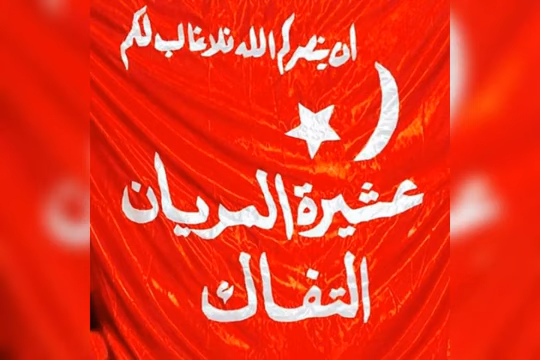 ان ينصركم الله فلا غالب لكم
عشيرة المريان
التفاك